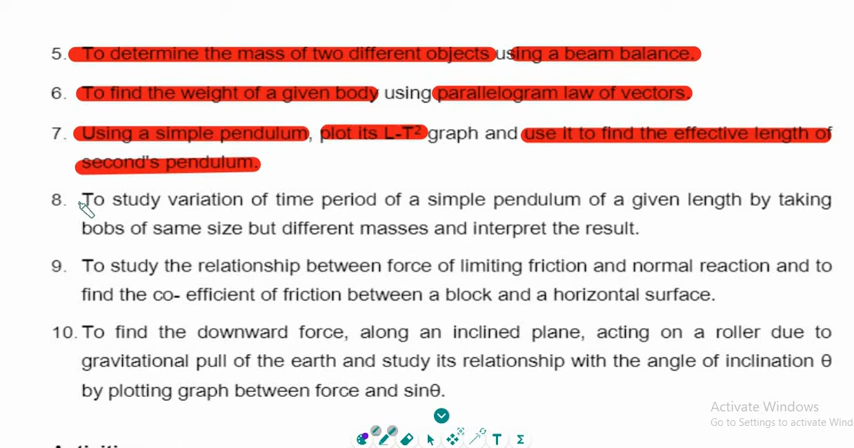 5. To determine the mass of two different objects using a beam balance.
6. To find the weight of a given body using parallelogram law of vectors.
7. Using a simple pendulum, plot its L-T² graph and use it to find the effective length of
second's pendulum.
8. To study variation of time period of a simple pendulum of a given length by taking
bobs of same size but different masses and interpret the result.
9. To study the relationship between force of limiting friction and normal reaction and to
find the co- efficient of friction between a block and a horizontal surface.
10. To find the downward force, along an inclined plane, acting on a roller due to
gravitational pull of the earth and study its relationship with the angle of inclination θ
by plotting graph between force and sinθ.
Activate Windows
Go to Settings to activate Win